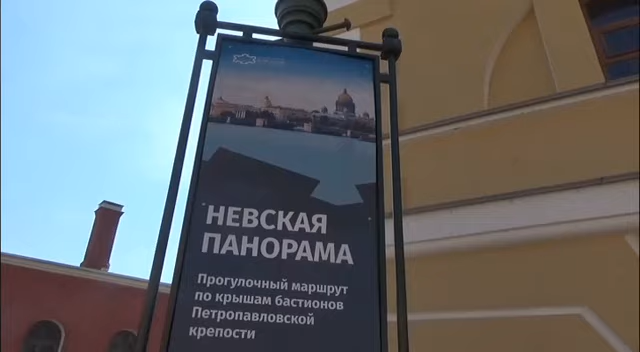 НЕВСКАЯ
ПАНОРАМА
Прогулочный маршрут
по крышам бастионов
Петропавловской
крепости